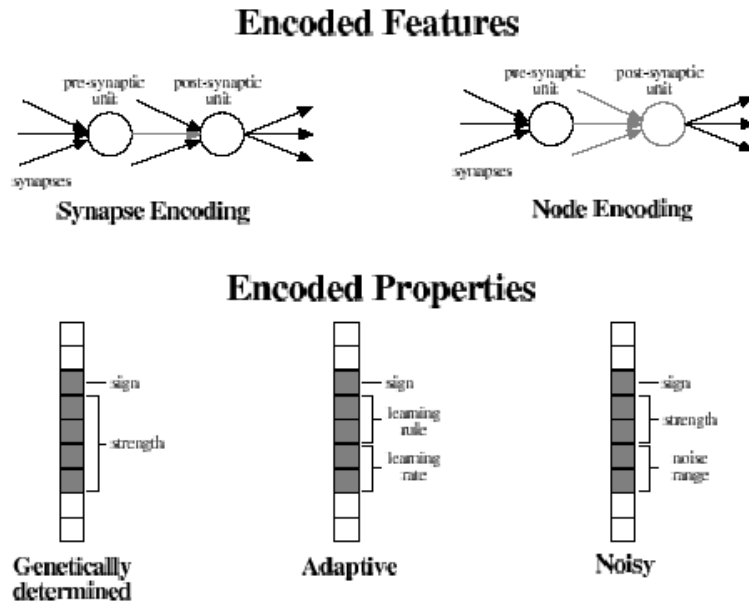 Encoded Features
pre-synaptic
unit
post-synaptic
unit
pre-synaptic
unit
post-synaptic
unit
synapses
synapses
Synapse Encoding
Node Encoding
Encoded Properties
sign
strength
sign
learning
rule
learning
rate
sign
strength
noise
range
Genetically
determined
Adaptive
Noisy